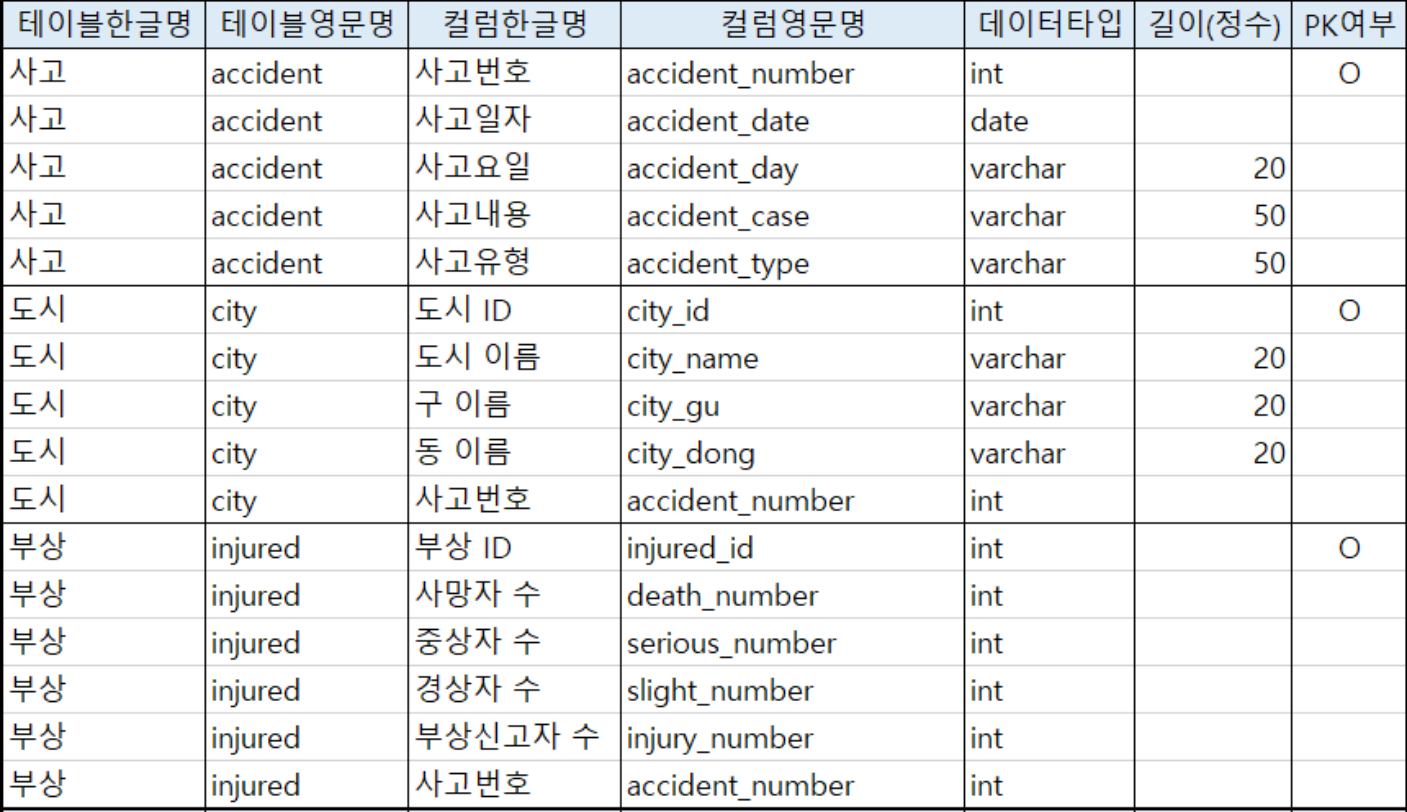 테이블한글명 테이블영문명 컬럼한글명 컬럼영문명 데이터타입 길이(정수) PK여부
사고 accident 사고번호 accident_number int O
사고 accident 사고일자 accident_date date
사고 accident 사고요일 accident_day varchar 20
사고 accident 사고내용 accident_case varchar 50
사고 accident 사고유형 accident_type varchar 50
도시 city 도시 ID city_id int O
도시 city 도시 이름 city_name varchar 20
도시 city 구 이름 city_gu varchar 20
도시 city 동 이름 city_dong varchar 20
도시 city 사고번호 accident_number int
부상 injured 부상 ID injured_id int O
부상 injured 사망자 수 death_number int
부상 injured 중상자 수 serious_number int
부상 injured 경상자 수 slight_number int
부상 injured 부상신고자 수 injury_number int
부상 injured 사고번호 accident_number int